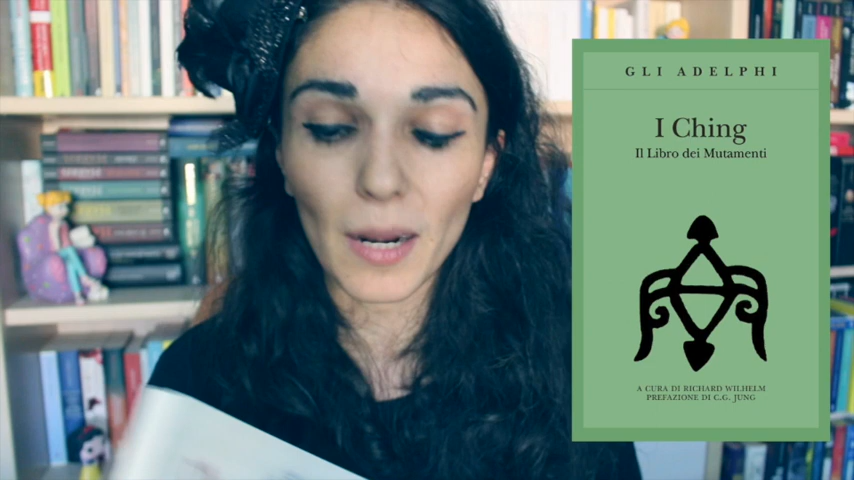 GLI ADELPHI
I Ching
Il Libro dei Mutamenti
A CURA DI RICHARD WILHELM
PREFAZIONE DI C.G. JUNG